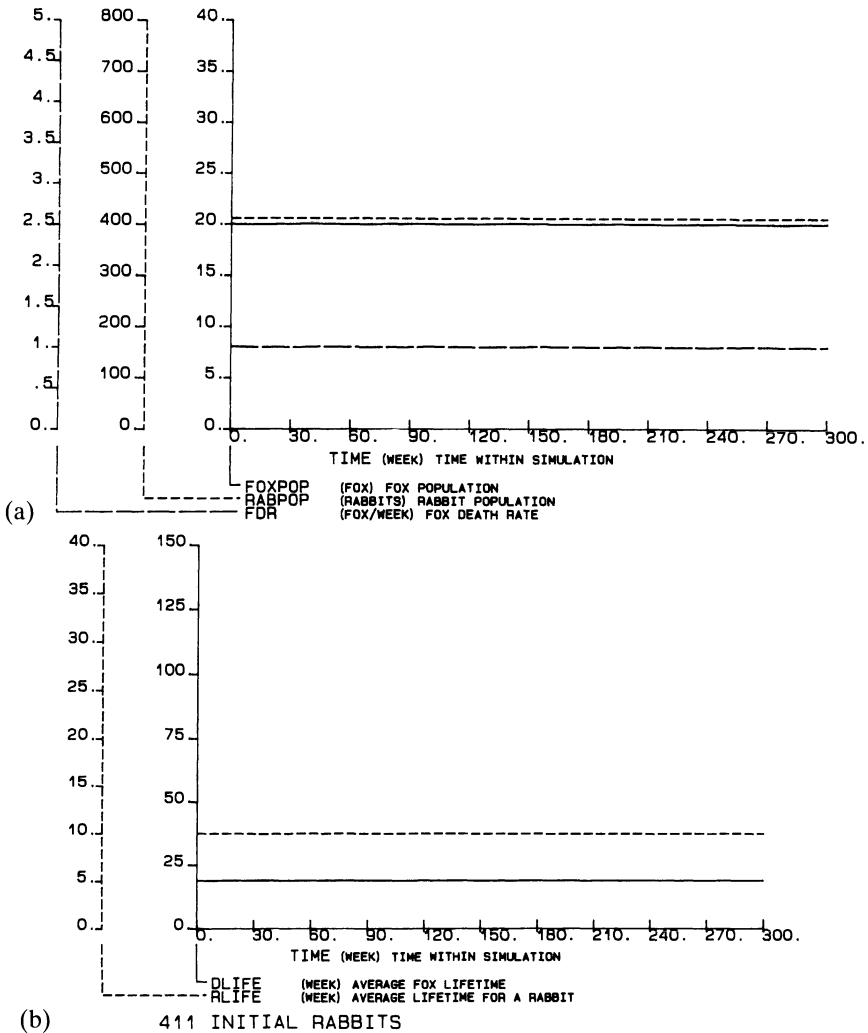 5. 800 40.
4.5
4. 700 35.
3.5 600 30.
3. 500 25.
2.5 400 20.
2. 300 15.
1.5 200 10.
1.
.5 100 5.
0. 0 0.
0. 30. 60. 90. 120. 150. 180. 210. 240. 270. 300.
TIME (WEEK) TIME WITHIN SIMULATION
FOXPOP (FOX) FOX POPULATION
RABPOP (RABBITS) RABBIT POPULATION
(a) FDR (FOX/WEEK) FOX DEATH RATE
40. 150
35. 125
30.
25. 100
20. 75
15. 50
10. 25
5.
0. 0
0. 30. 60. 90. 120. 150. 180. 210. 240. 270. 300.
TIME (WEEK) TIME WITHIN SIMULATION
DLIFE (WEEK) AVERAGE FOX LIFETIME
RLIFE (WEEK) AVERAGE LIFETIME FOR A RABBIT
(b) 411 INITIAL RABBITS